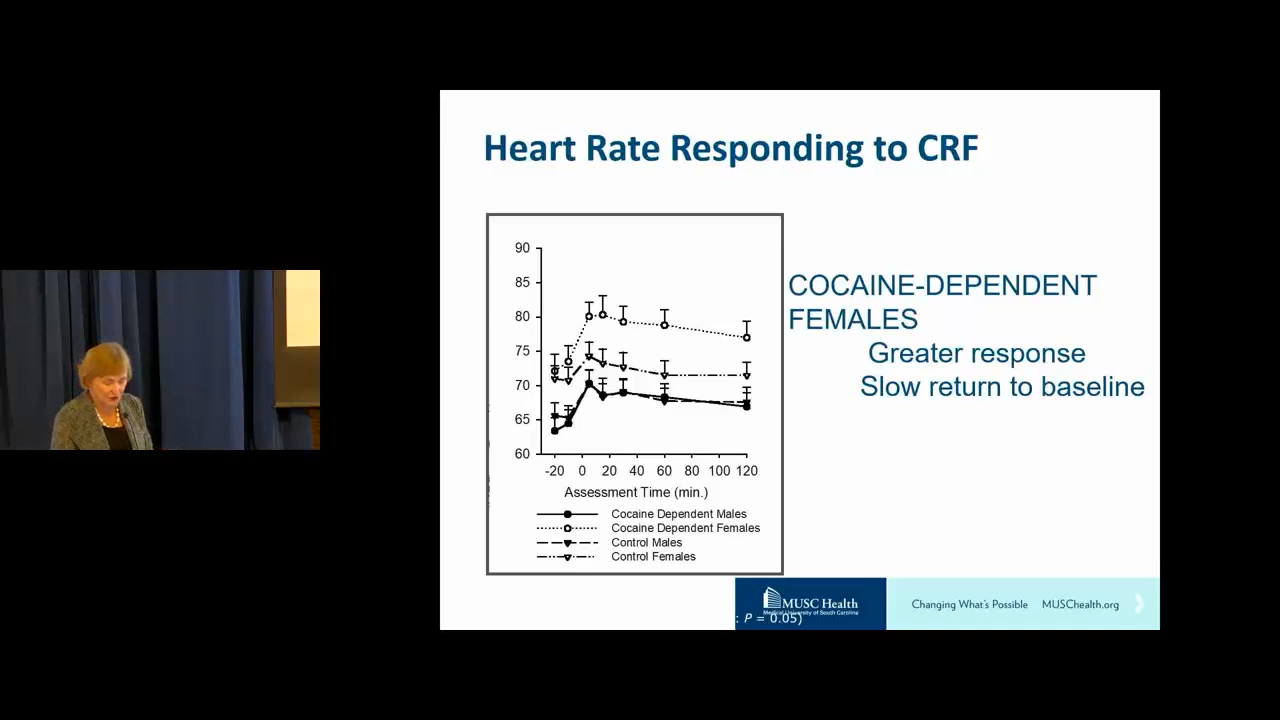 Heart Rate Responding to CRF
90
85
80
75
70
65
60
-20 0 20 40 60 80 100 120
Assessment Time (min.)
Cocaine Dependent Males
Cocaine Dependent Females
Control Males
Control Females
COCAINE-DEPENDENT
FEMALES
Greater response
Slow return to baseline
MUSC Health
Medical University of South Carolina
: P = 0.05)
Changing What's Possible MUSChealth.org